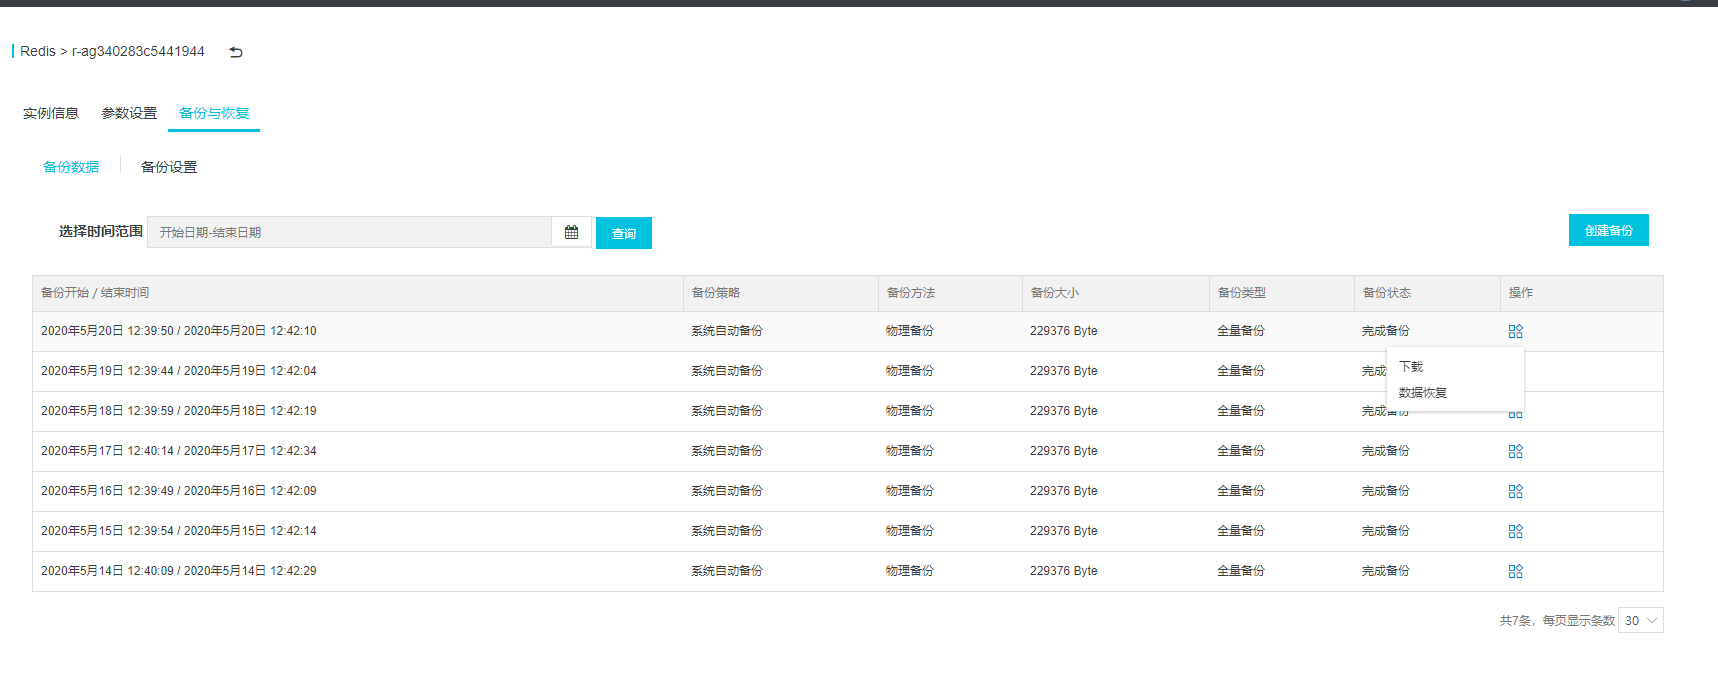 Redis > r-ag340283c5441944
实例信息 参数设置 备份与恢复
备份数据 备份设置
选择时间范围 开始日期-结束日期 查询 创建备份
备份开始 / 结束时间 备份策略 备份方法 备份大小 备份类型 备份状态 操作
2020年5月20日 12:39:50 / 2020年5月20日 12:42:10 系统自动备份 物理备份 229376 Byte 全量备份 完成备份
下载
2020年5月19日 12:39:44 / 2020年5月19日 12:42:04 系统自动备份 物理备份 229376 Byte 全量备份 完成
数据恢复
2020年5月18日 12:39:59 / 2020年5月18日 12:42:19 系统自动备份 物理备份 229376 Byte 全量备份 完成备份
2020年5月17日 12:40:14 / 2020年5月17日 12:42:34 系统自动备份 物理备份 229376 Byte 全量备份 完成备份
2020年5月16日 12:39:49 / 2020年5月16日 12:42:09 系统自动备份 物理备份 229376 Byte 全量备份 完成备份
2020年5月15日 12:39:54 / 2020年5月15日 12:42:14 系统自动备份 物理备份 229376 Byte 全量备份 完成备份
2020年5月14日 12:40:09 / 2020年5月14日 12:42:29 系统自动备份 物理备份 229376 Byte 全量备份 完成备份
共7条，每页显示条数 30